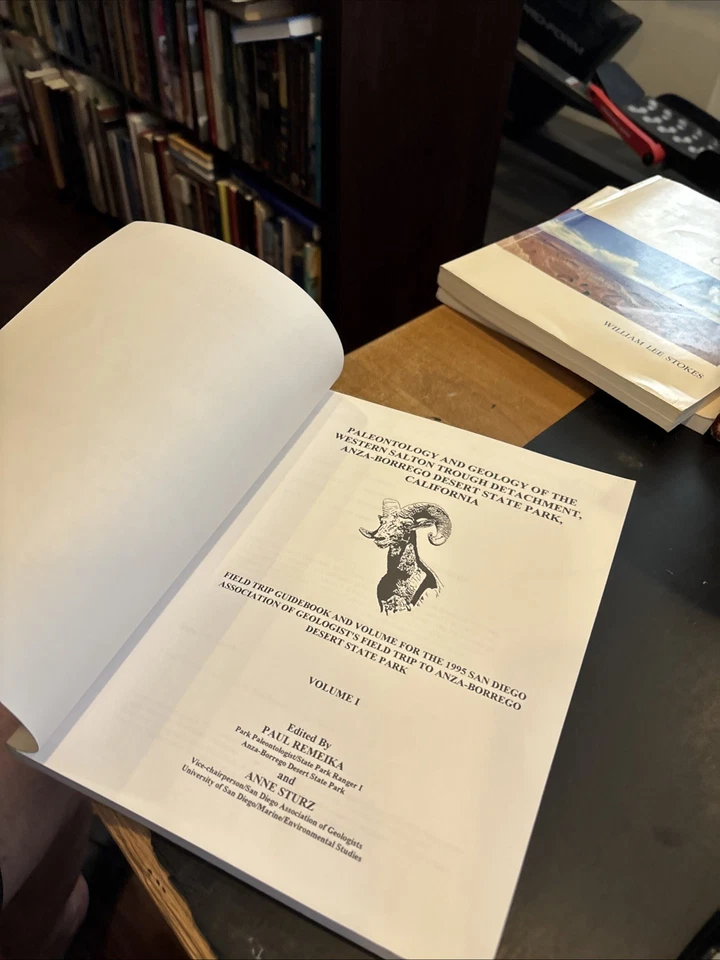 PRO-FORM
WILLIAM LEE STOKES
PALEONTOLOGY AND GEOLOGY OF THE
WESTERN SALTON TROUGH DETACHMENT,
ANZA-BORREGO DESERT STATE PARK,
CALIFORNIA
FIELD TRIP GUIDEBOOK AND VOLUME FOR THE 1995 SAN DIEGO
ASSOCIATION OF GEOLOGIST'S FIELD TRIP TO ANZA-BORREGO
DESERT STATE PARK
VOLUME I
Edited By
PAUL REMEIKA
Park Paleontologist/State Park Ranger I
Anza-Borrego Desert State Park
and
ANNE STURZ
Vice-chairperson/San Diego Association of Geologists
University of San Diego/Marine/Environmental Studies